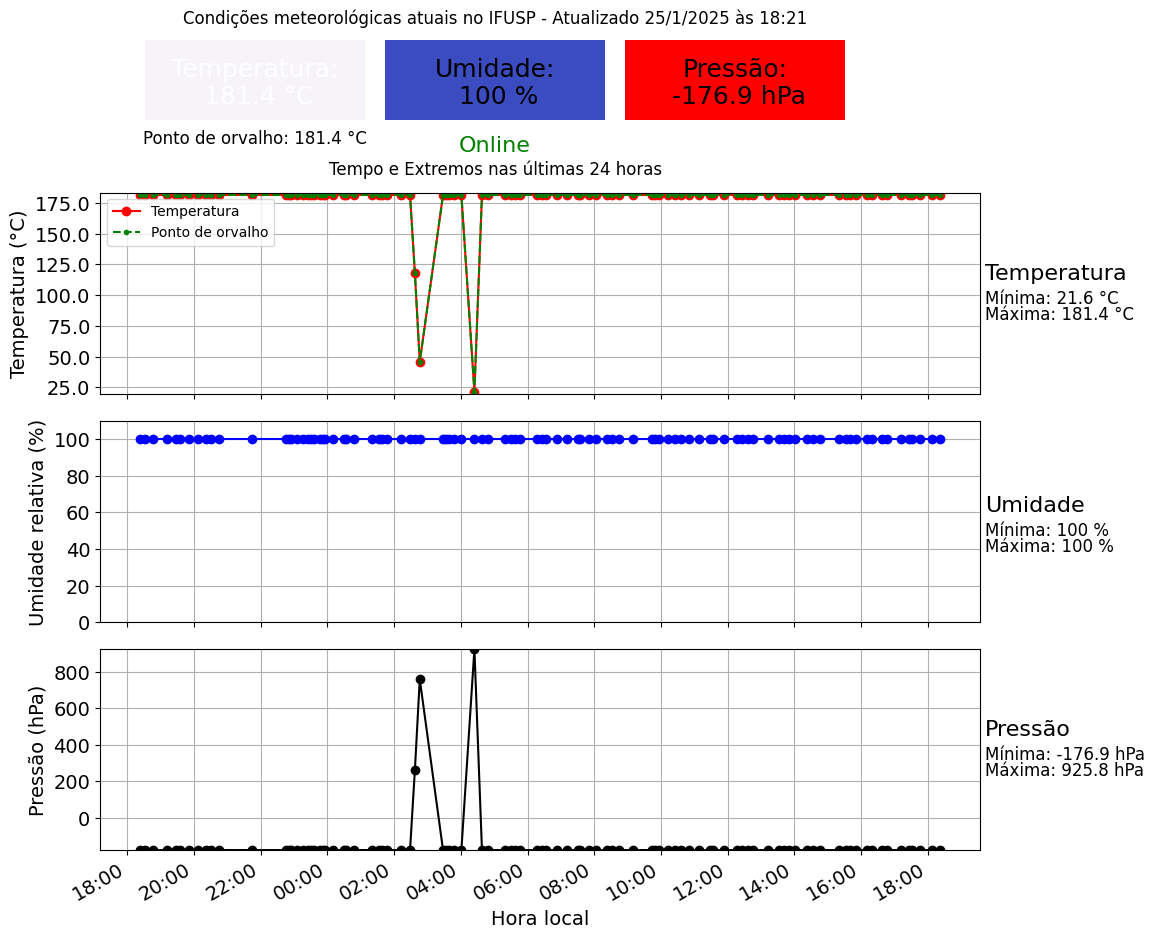 Condições meteorológicas atuais no IFUSP - Atualizado 25/1/2025 às 18:21
Temperatura:
181.4 °C
Umidade:
100 %
Pressão:
-176.9 hPa
Ponto de orvalho: 181.4 °C
Online
Tempo e Extremos nas últimas 24 horas
Temperatura (°C)
175.0
150.0
125.0
100.0
75.0
50.0
25.0
Temperatura
Ponto de orvalho
Temperatura
Mínima: 21.6 °C
Máxima: 181.4 °C
Umidade relativa (%)
100
80
60
40
20
0
Umidade
Mínima: 100 %
Máxima: 100 %
Pressão (hPa)
800
600
400
200
0
Pressão
Mínima: -176.9 hPa
Máxima: 925.8 hPa
18:00
20:00
22:00
00:00
02:00
04:00
06:00
08:00
10:00
12:00
14:00
16:00
18:00
Hora local